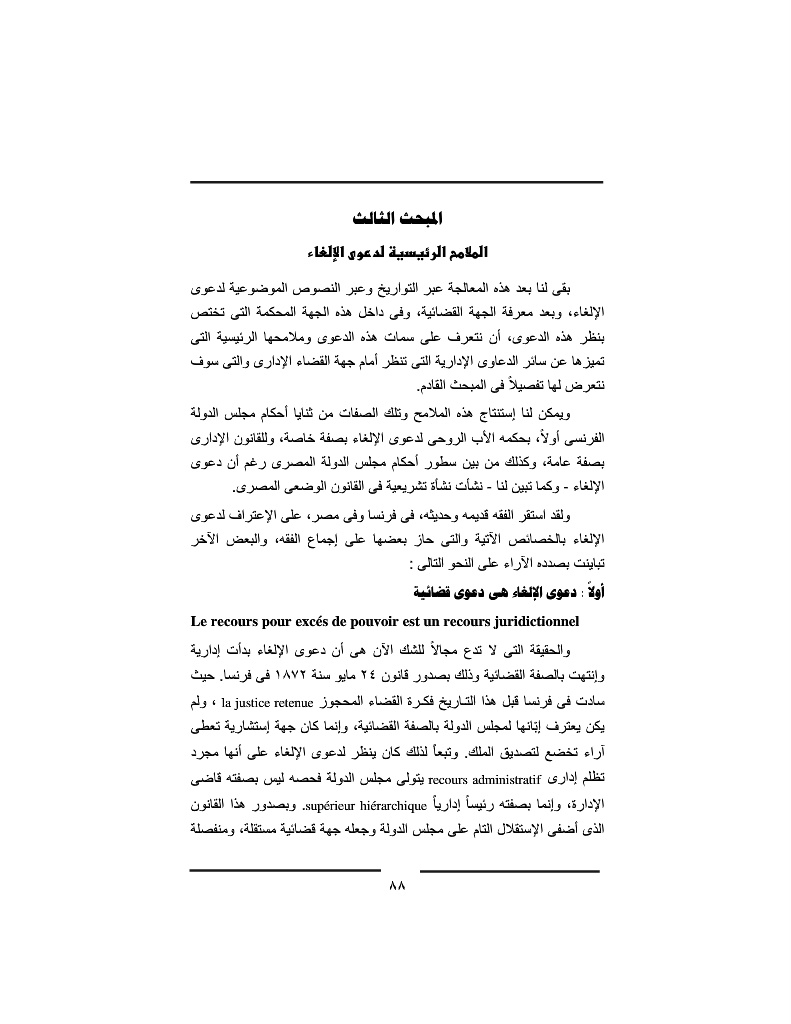 المبحث الثالث
الملامح الرئيسية لدعوى الإلغاء
بقى لنا بعد هذه المعالجة عبر التواريخ وعبر النصوص الموضوعية لدعوى
الإلغاء، وبعد معرفة الجهة القضائية، وفى داخل هذه الجهة المحكمة التى تختص
بنظر هذه الدعوى، أن نتعرف على سمات هذه الدعوى وملامحها الرئيسية التى
تميزها عن سائر الدعاوى الإدارية التى تنظر أمام جهة القضاء الإدارى والتى سوف
نتعرض لها تفصيلاً فى المبحث القادم.
ويمكن لنا إستنتاج هذه الملامح وتلك الصفات من ثنايا أحكام مجلس الدولة
الفرنسى أولاً، بحكمه الأب الروحى لدعوى الإلغاء بصفة خاصة، وللقانون الإدارى
بصفة عامة، وكذلك من بين سطور أحكام مجلس الدولة المصرى رغم أن دعوى
الإلغاء - وكما تبين لنا - نشأت نشأة تشريعية فى القانون الوضعى المصرى.
ولقد استقر الفقه قديمه وحديثه، فى فرنسا وفى مصر، على الإعتراف لدعوى
الإلغاء بالخصائص الآتية والتى حاز بعضها على إجماع الفقه، والبعض الآخر
تباينت بصدده الآراء على النحو التالى :
أولاً : دعوى الإلغاء هى دعوى قضائية
Le recours pour excés de pouvoir est un recours juridictionnel
والحقيقة التى لا تدع مجالاً للشك الآن هى أن دعوى الإلغاء بدأت إدارية
وإنتهت بالصفة القضائية وذلك بصدور قانون ٢٤ مايو سنة ١٨٧٢ فى فرنسا. حيث
سادت فى فرنسا قبل هذا التاريخ فكرة القضاء المحجوز la justice retenue ، ولم
يكن يعترف إبّانها لمجلس الدولة بالصفة القضائية، وإنما كان جهة إستشارية تعطى
آراء تخضع لتصديق الملك. وتبعاً لذلك كان ينظر لدعوى الإلغاء على أنها مجرد
تظلم إدارى recours administratif يتولى مجلس الدولة فحصه ليس بصفته قاضى
الإدارة، وإنما بصفته رئيساً إدارياً supérieur hiérarchique. وبصدور هذا القانون
الذى أضفى الإستقلال التام على مجلس الدولة وجعله جهة قضائية مستقلة، ومنفصلة
٨٨